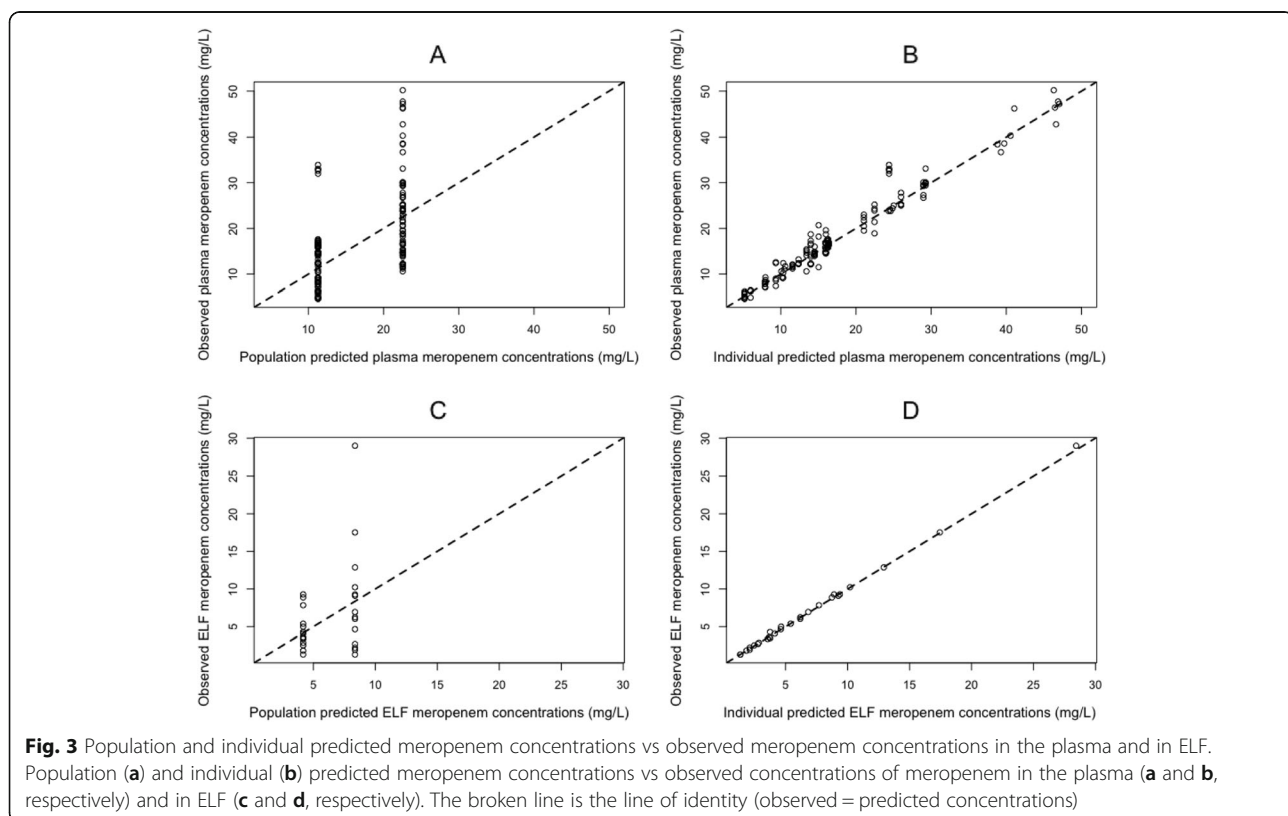 A
Observed plasma meropenem concentrations (mg/L)
50
40
30
20
10
10 20 30 40 50
Population predicted plasma meropenem concentrations (mg/L)
B
Observed plasma meropenem concentrations (mg/L)
50
40
30
20
10
10 20 30 40 50
Individual predicted plasma meropenem concentrations (mg/L)
C
Observed ELF meropenem concentrations (mg/L)
30
25
20
15
10
5
5 10 15 20 25 30
Population predicted ELF meropenem concentrations (mg/L)
D
Observed ELF meropenem concentrations (mg/L)
30
25
20
15
10
5
5 10 15 20 25 30
Individual predicted ELF meropenem concentrations (mg/L)
Fig. 3 Population and individual predicted meropenem concentrations vs observed meropenem concentrations in the plasma and in ELF.
Population (a) and individual (b) predicted meropenem concentrations vs observed concentrations of meropenem in the plasma (a and b,
respectively) and in ELF (c and d, respectively). The broken line is the line of identity (observed = predicted concentrations)